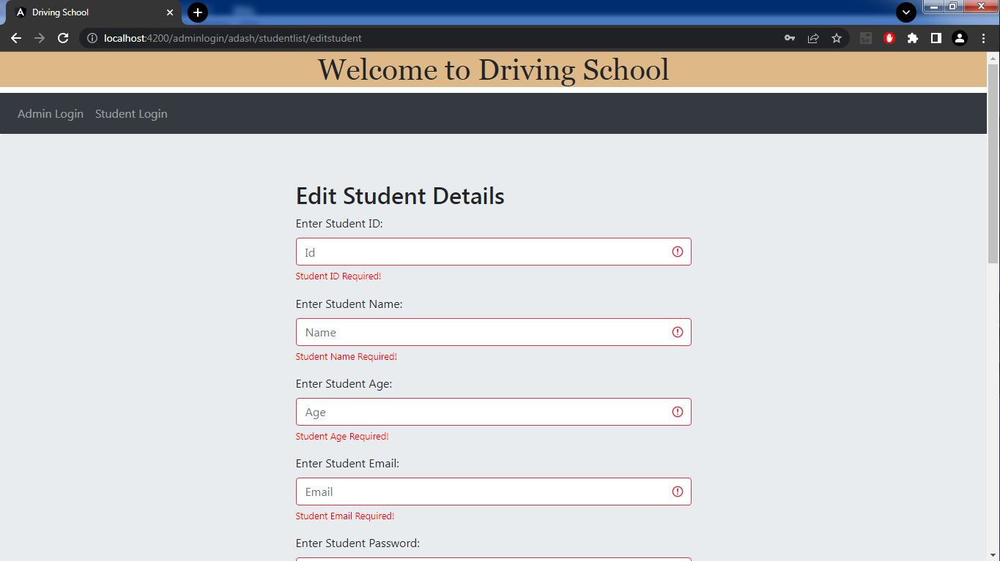 Driving School
localhost:4200/adminlogin/adash/studentlist/editstudent
Welcome to Driving School
Admin Login Student Login
Edit Student Details
Enter Student ID:
Id
Student ID Required!
Enter Student Name:
Name
Student Name Required!
Enter Student Age:
Age
Student Age Required!
Enter Student Email:
Email
Student Email Required!
Enter Student Password: